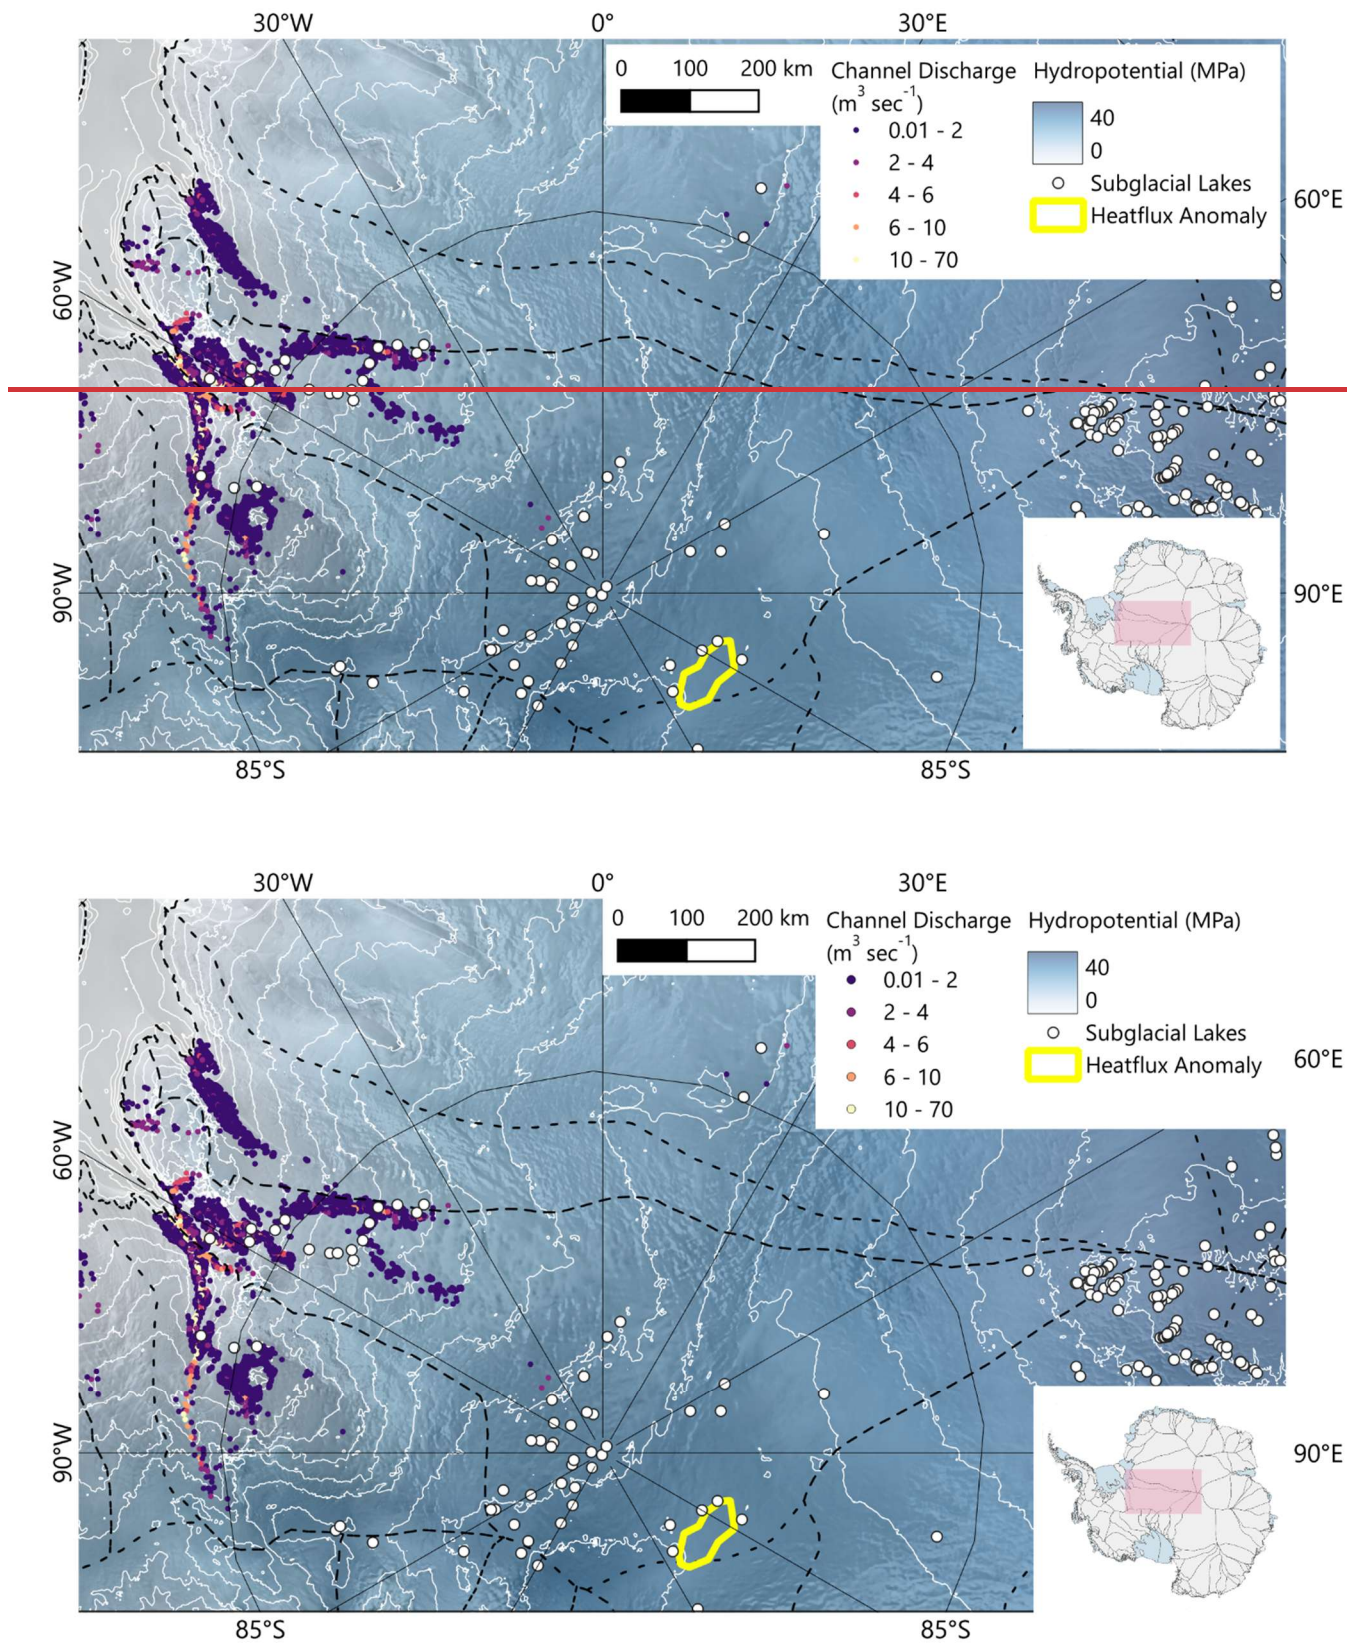 30°W 0° 30°E
0 100 200 km
Channel Discharge
(m³ sec⁻¹)
0.01 - 2
2 - 4
4 - 6
6 - 10
10 - 70
Hydropotential (MPa)
40
0
Subglacial Lakes
Heatflux Anomaly
60°E
60°W
90°W
90°E
85°S 85°S
30°W 0° 30°E
0 100 200 km
Channel Discharge
(m³ sec⁻¹)
0.01 - 2
2 - 4
4 - 6
6 - 10
10 - 70
Hydropotential (MPa)
40
0
Subglacial Lakes
Heatflux Anomaly
60°E
60°W
90°W
90°E
85°S 85°S